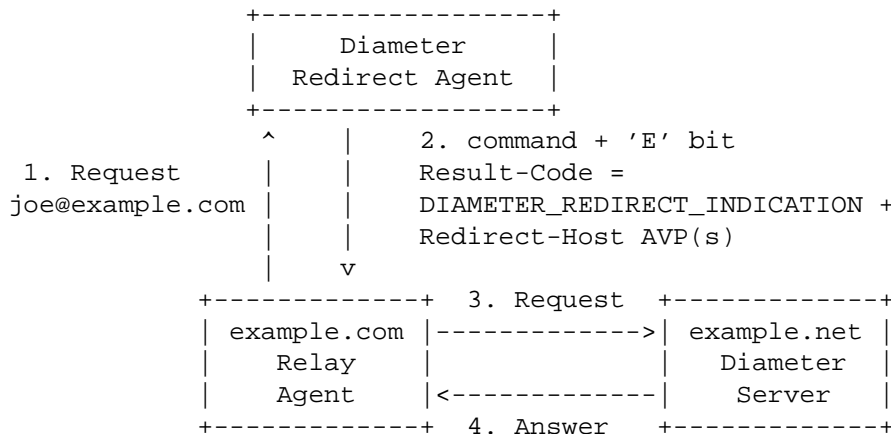 Diameter
Redirect Agent
2. command + 'E' bit
1. Request
Result-Code =
joe@example.com
DIAMETER_REDIRECT_INDICATION +
Redirect-Host AVP(s)
3. Request
example.com
Relay
Agent
example.net
Diameter
Server
4. Answer